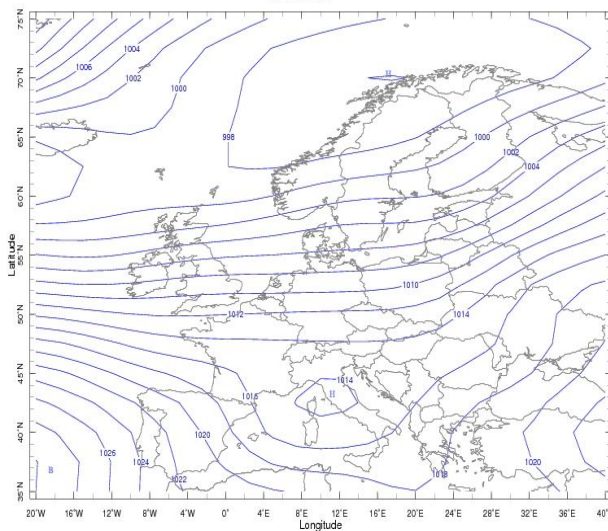 75°N
70°N
65°N
60°N
55°N
50°N
45°N
40°N
35°N
Latitude
1004
1006
1002
1000
H
998
1000
1002
1004
1010
1012
1014
1014
1016
H
1020
1026
1024
1022
1018
1020
B
20°W
16°W
12°W
8°W
4°W
0°
4°E
8°E
12°E
16°E
20°E
24°E
28°E
32°E
36°E
40°E
Longitude